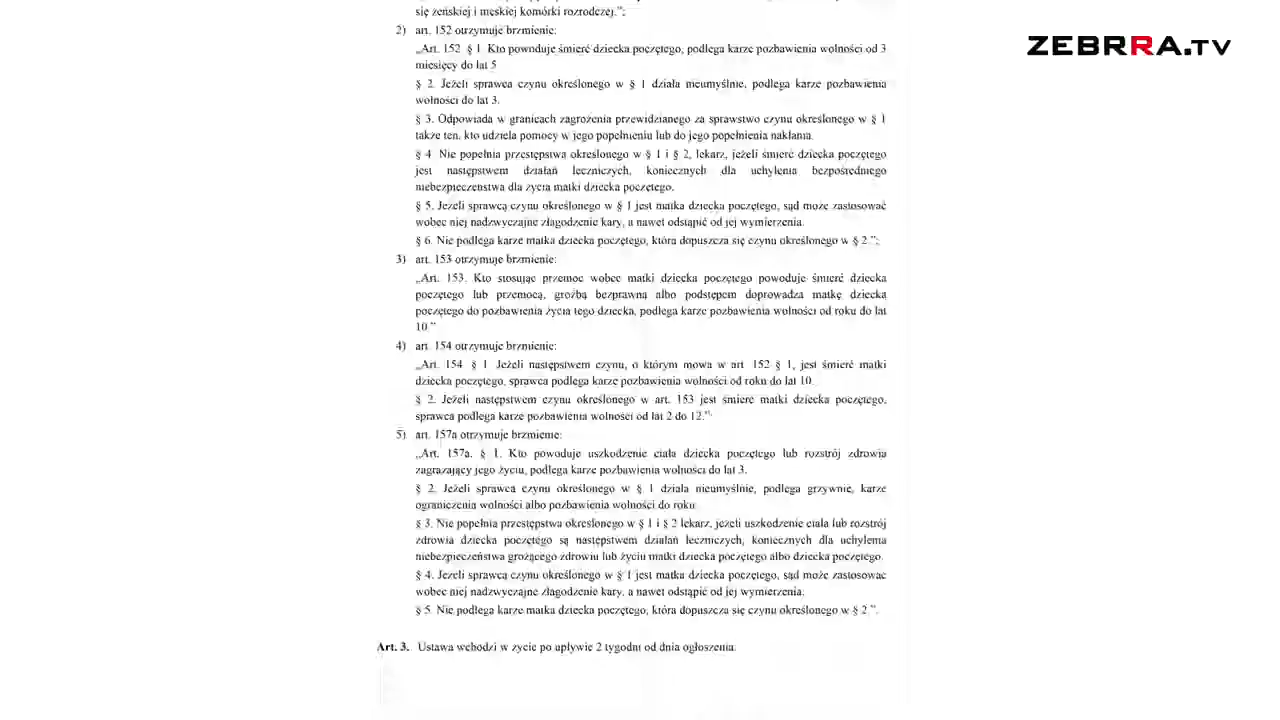 się żeńskiej i męskiej komórki rozrodczej.”;
ZEBRRA.TV
2) art. 152 otrzymuje brzmienie:
„Art. 152 § 1 Kto powoduje śmierć dziecka poczętego, podlega karze pozbawienia wolności od 3
miesięcy do lat 5
§ 2. Jeżeli sprawca czynu określonego w § 1 działa nieumyślnie, podlega karze pozbawienia
wolności do lat 3.
§ 3. Odpowiada w granicach zagrożenia przewidzianego za sprawstwo czynu określonego w § 1
także ten, kto udziela pomocy w jego popełnieniu lub do jego popełnienia nakłania.
§ 4 Nie popełnia przestępstwa określonego w § 1 i § 2, lekarz, jeżeli śmierć dziecka poczętego
jest następstwem działań leczniczych, koniecznych dla uchylenia bezpośredniego
niebezpieczeństwa dla życia matki dziecka poczętego.
§ 5. Jeżeli sprawcą czynu określonego w § 1 jest matka dziecka poczętego, sąd może zastosować
wobec niej nadzwyczajne złagodzenie kary, a nawet odstąpić od jej wymierzenia.
§ 6. Nie podlega karze matka dziecka poczętego, która dopuszcza się czynu określonego w § 2.”;
3) art. 153 otrzymuje brzmienie:
„Art. 153. Kto stosując przemoc wobec matki dziecka poczętego powoduje śmierć dziecka
poczętego lub przemocą, groźbą bezprawną albo podstępem doprowadza matkę dziecka
poczętego do pozbawienia życia tego dziecka, podlega karze pozbawienia wolności od roku do lat
10.”
4) art. 154 otrzymuje brzmienie:
„Art. 154 § 1 Jeżeli następstwem czynu, o którym mowa w art. 152 § 1, jest śmierć matki
dziecka poczętego, sprawca podlega karze pozbawienia wolności od roku do lat 10.
§ 2. Jeżeli następstwem czynu określonego w art. 153 jest śmierć matki dziecka poczętego,
sprawca podlega karze pozbawienia wolności od lat 2 do 12.”;
5) art. 157a otrzymuje brzmienie:
„Art. 157a. § 1. Kto powoduje uszkodzenie ciała dziecka poczętego lub rozstrój zdrowia
zagrażający jego życiu, podlega karze pozbawienia wolności do lat 3.
§ 2. Jeżeli sprawca czynu określonego w § 1 działa nieumyślnie, podlega grzywnie, karze
ograniczenia wolności albo pozbawienia wolności do roku.
§ 3. Nie popełnia przestępstwa określonego w § 1 i § 2 lekarz, jeżeli uszkodzenie ciała lub rozstrój
zdrowia dziecka poczętego są następstwem działań leczniczych, koniecznych dla uchylenia
niebezpieczeństwa grożącego zdrowiu lub życiu matki dziecka poczętego albo dziecka poczętego.
§ 4. Jeżeli sprawcą czynu określonego w § 1 jest matka dziecka poczętego, sąd może zastosować
wobec niej nadzwyczajne złagodzenie kary, a nawet odstąpić od jej wymierzenia.
§ 5. Nie podlega karze matka dziecka poczętego, która dopuszcza się czynu określonego w § 2.”.
Art. 3. Ustawa wchodzi w życie po upływie 2 tygodni od dnia ogłoszenia.